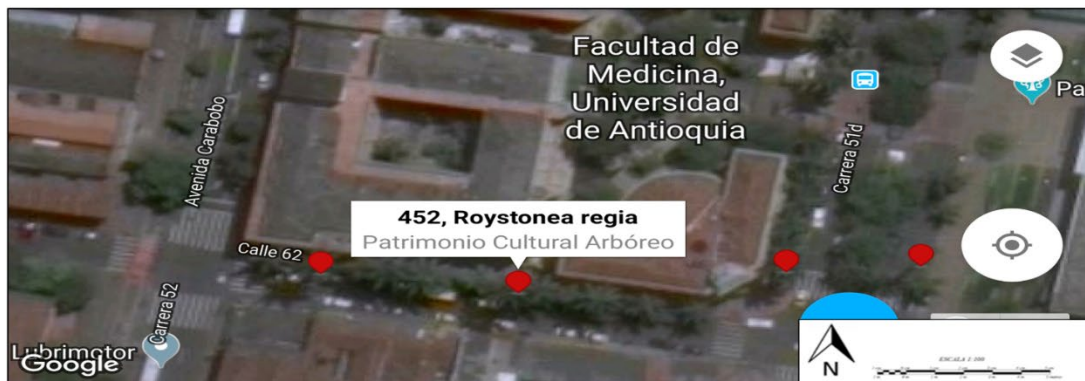 Facultad de
Medicina,
Universidad
de Antioquia
Pa
Avenida Carabobo
Carrera 51d
452, Roystonea regia
Patrimonio Cultural Arbóreo
Calle 62
Carrera 52
Lubrimotor
Google
ESCALA 1:100